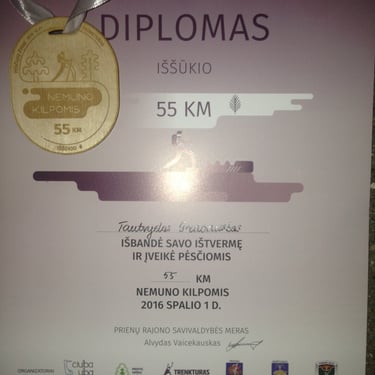 DIPLOMAS
IŠŠŪKIO
55 KM
NEMUNO
KILPOMIS
55 KM
IŠBANDĖ SAVO IŠTVERMĘ
IR ĮVEIKĖ PĖSČIOMIS
55 KM
NEMUNO KILPOMIS
2016 SPALIO 1 D.
PRIENŲ RAJONO SAVIVALDYBĖS MERAS
Alvydas Vaicekauskas
ORGANIZATORIAI
TRENKTURAS